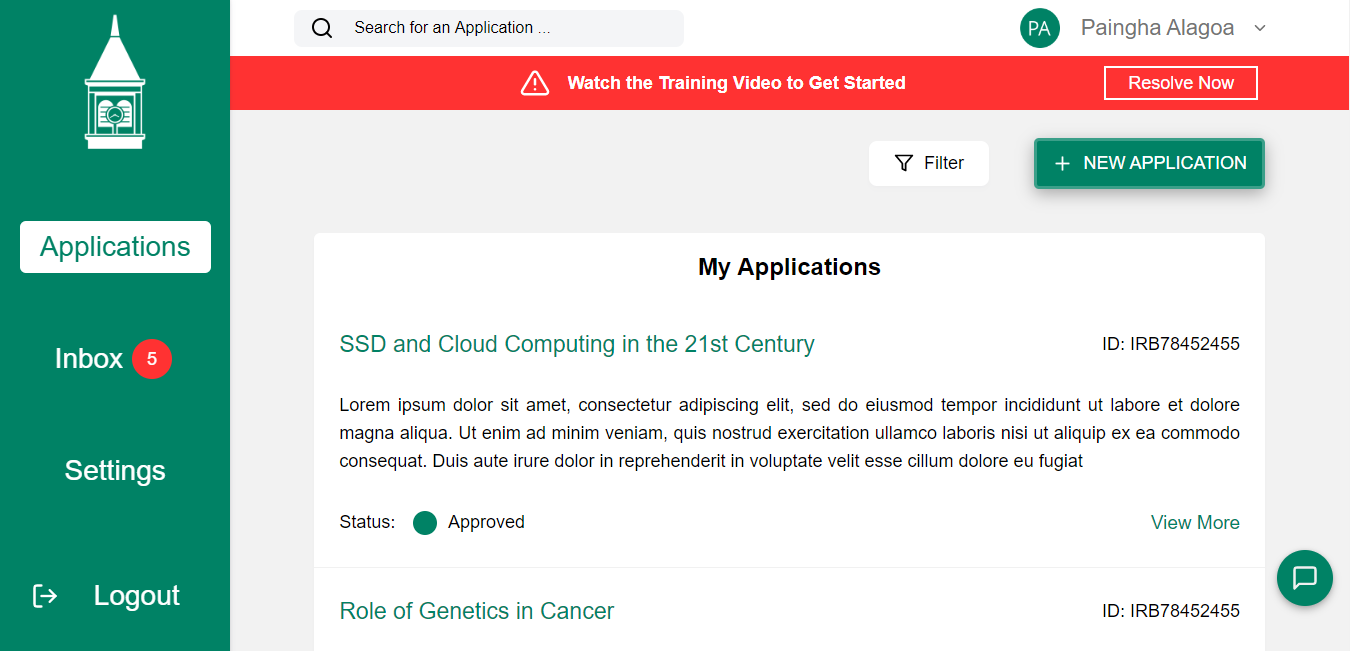 Search for an Application ...
PA
Paingha Alagoa
Watch the Training Video to Get Started
Resolve Now
Applications
Inbox 5
Settings
Logout
Filter
+ NEW APPLICATION
My Applications
SSD and Cloud Computing in the 21st Century
ID: IRB78452455
Lorem ipsum dolor sit amet, consectetur adipiscing elit, sed do eiusmod tempor incididunt ut labore et dolore
magna aliqua. Ut enim ad minim veniam, quis nostrud exercitation ullamco laboris nisi ut aliquip ex ea commodo
consequat. Duis aute irure dolor in reprehenderit in voluptate velit esse cillum dolore eu fugiat
Status: Approved
View More
Role of Genetics in Cancer
ID: IRB78452455